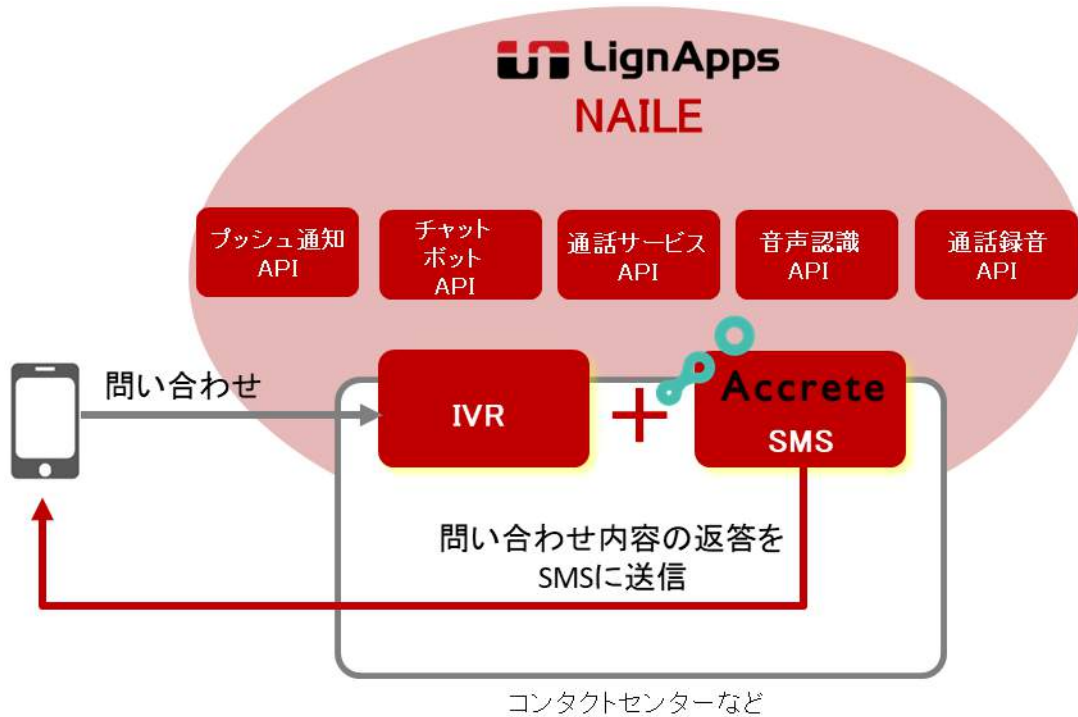 LignApps
NAILE
プッシュ通知
API
チャット
ボット
API
通話サービス
API
音声認識
API
通話録音
API
問い合わせ
IVR
+
Accrete
SMS
問い合わせ内容の返答を
SMSに送信
コンタクトセンターなど